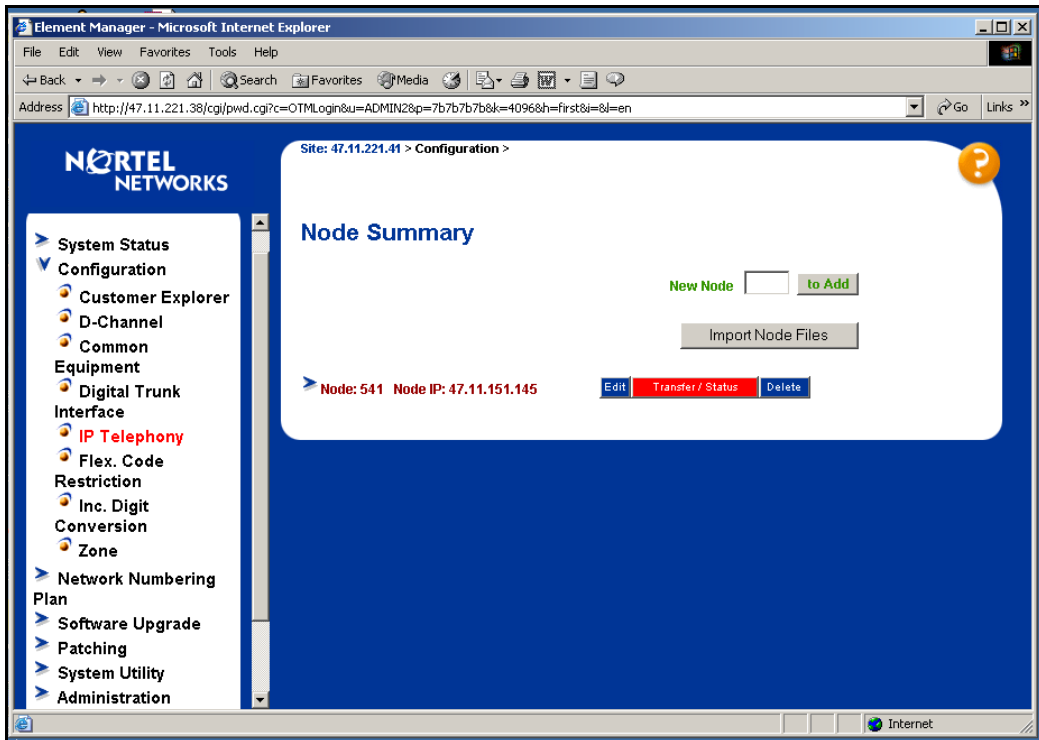 Element Manager - Microsoft Internet Explorer
File Edit View Favorites Tools Help
Back Search Favorites Media
Address http://47.11.221.38/cgi/pwd.cgi?c=OTMLogin&u=ADMIN2&p=7b7b7b7b&k=4096&h=first&i=&l=en Go Links »
NORTEL
NETWORKS
Site: 47.11.221.41 > Configuration >
?
Node Summary
New Node to Add
Import Node Files
Node: 541 Node IP: 47.11.151.145 Edit Transfer / Status Delete
System Status
Configuration
Customer Explorer
D-Channel
Common
Equipment
Digital Trunk
Interface
IP Telephony
Flex. Code
Restriction
Inc. Digit
Conversion
Zone
Network Numbering
Plan
Software Upgrade
Patching
System Utility
Administration
Internet